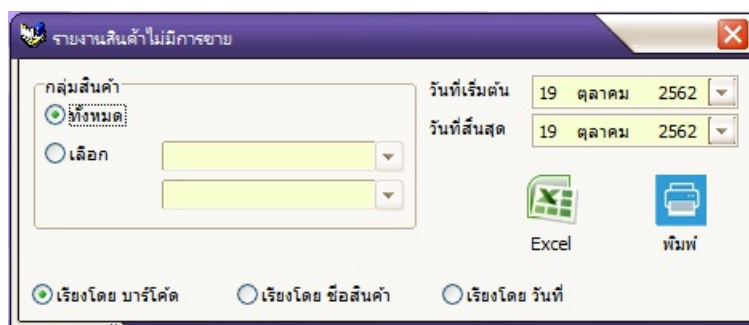 รายงานสินค้าไม่มีการขาย
กลุ่มสินค้า
ทั้งหมด
เลือก
วันที่เริ่มต้น 19 ตุลาคม 2562
วันที่สิ้นสุด 19 ตุลาคม 2562
Excel พิมพ์
เรียงโดย บาร์โค้ด เรียงโดย ชื่อสินค้า เรียงโดย วันที่